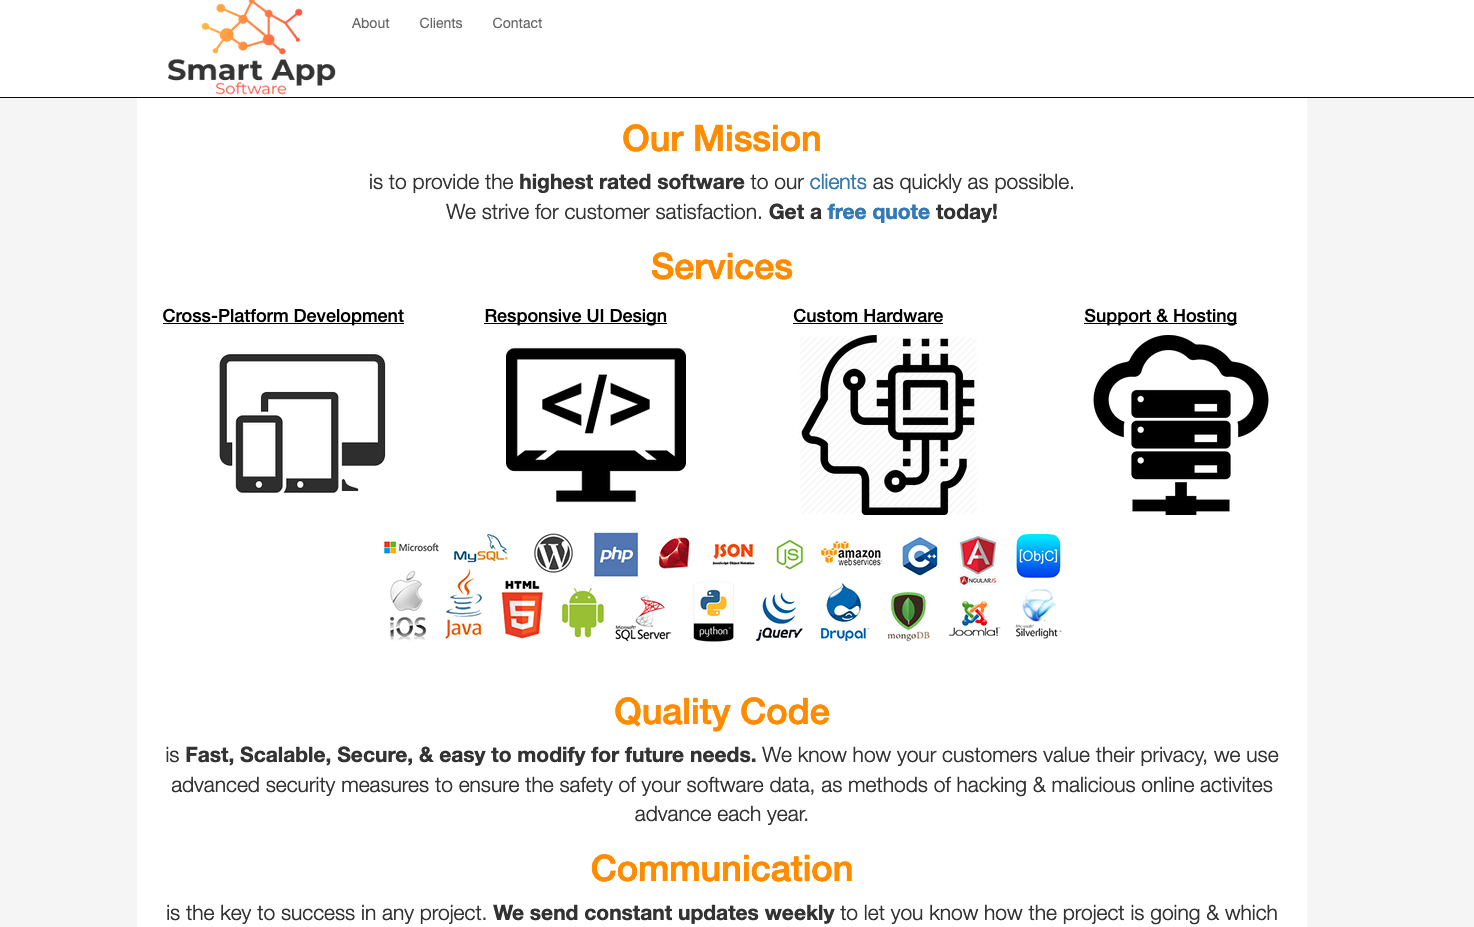 Smart App
Software
About Clients Contact
Our Mission
is to provide the highest rated software to our clients as quickly as possible.
We strive for customer satisfaction. Get a free quote today!
Services
Cross-Platform Development
Responsive UI Design
Custom Hardware
Support & Hosting
</>
Microsoft
MySQL
W
php
JSON
JavaScript Object Notation
JS
amazon
webservices
C++
A
ANGULARJS
[ObjC]
iOS
Java
HTML
5
Microsoft
SQL Server
python
jQuery
Drupal
mongoDB
Joomla!
Microsoft
Silverlight
Quality Code
is Fast, Scalable, Secure, & easy to modify for future needs. We know how your customers value their privacy, we use
advanced security measures to ensure the safety of your software data, as methods of hacking & malicious online activites
advance each year.
Communication
is the key to success in any project. We send constant updates weekly to let you know how the project is going & which